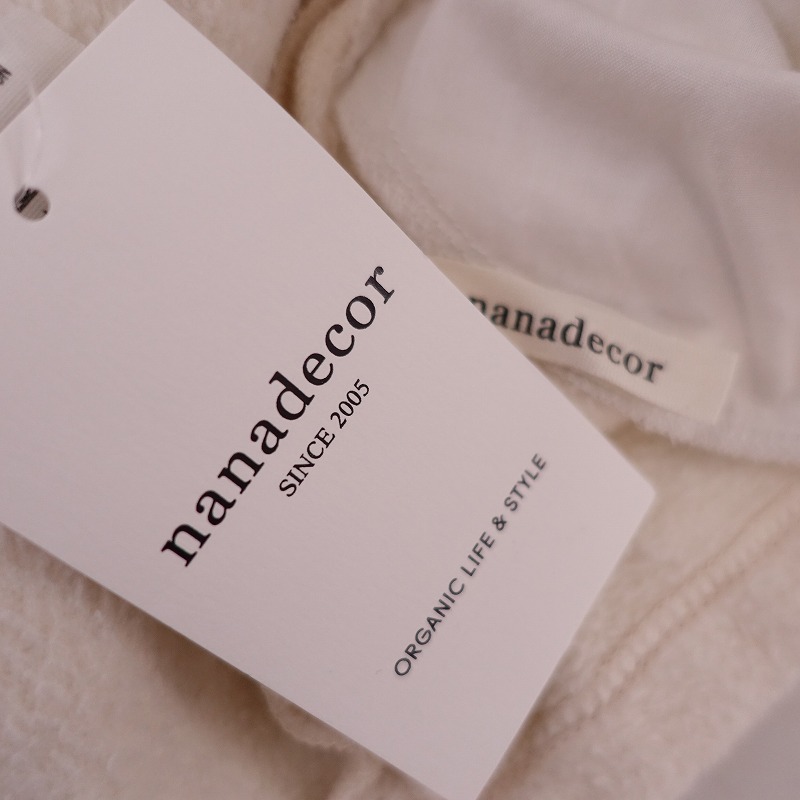 nanadecor
SINCE 2005
ORGANIC LIFE & STYLE
nanadecor